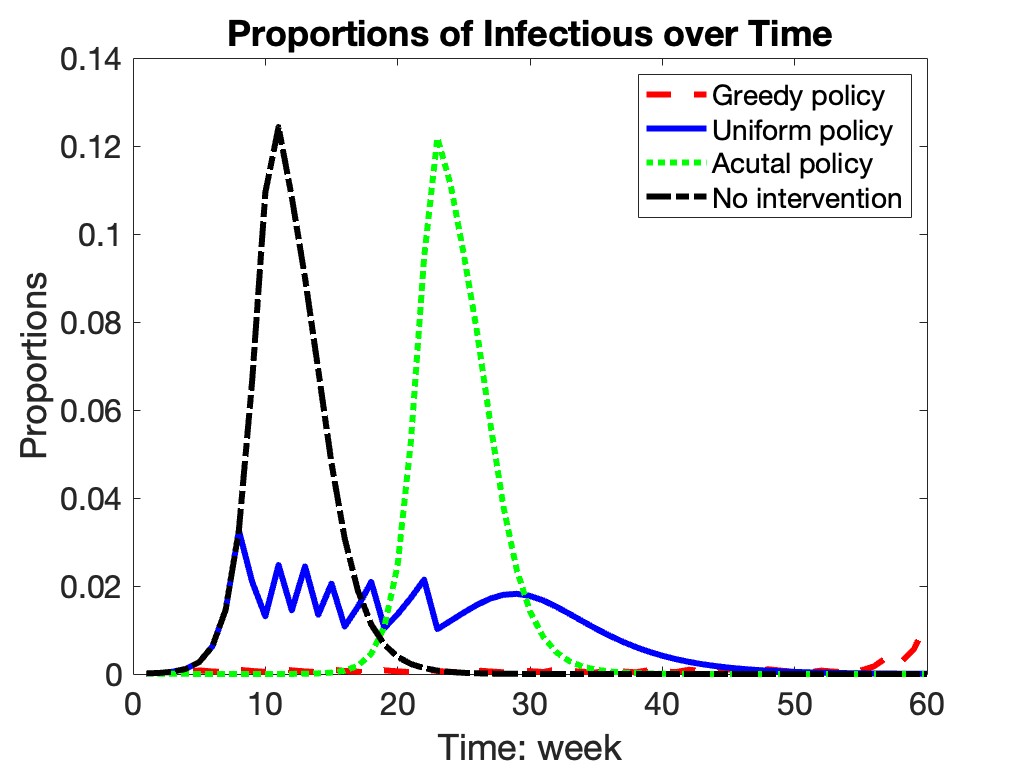 Proportions of Infectious over Time
0.14
0.12
0.1
0.08
0.06
0.04
0.02
0
Proportions
Greedy policy
Uniform policy
Acutal policy
No intervention
0 10 20 30 40 50 60
Time: week